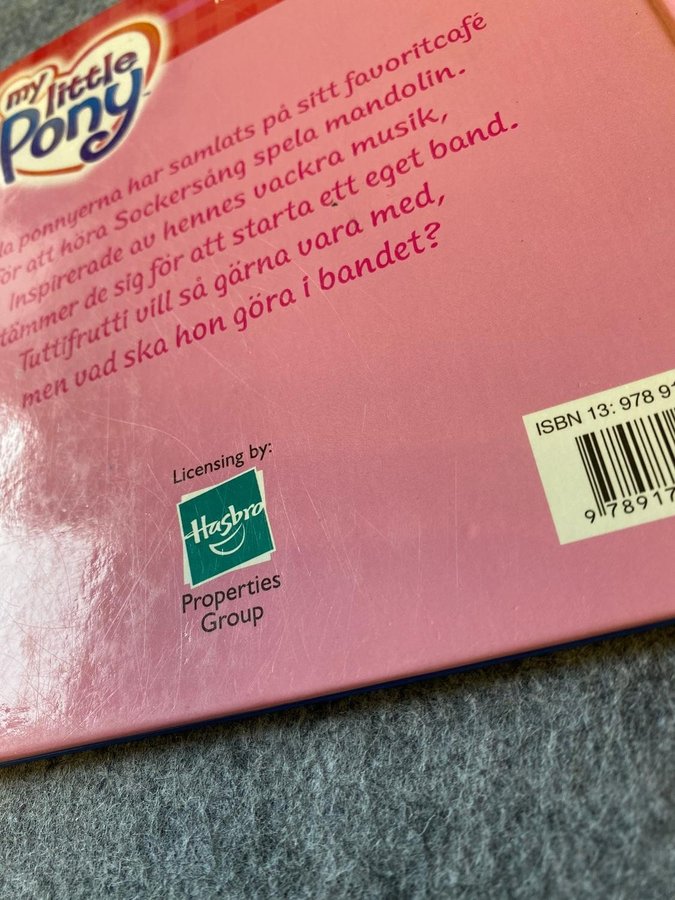 my little Pony™
la ponnyerna har samlats på sitt favoritcafé
för att höra Sockersång spela mandolin.
Inspirerade av hennes vackra musik,
tämmer de sig för att starta ett eget band.
Tuttifrutti vill så gärna vara med,
men vad ska hon göra i bandet?
ISBN 13: 978 91
9 78917
Licensing by:
Hasbro
Properties
Group